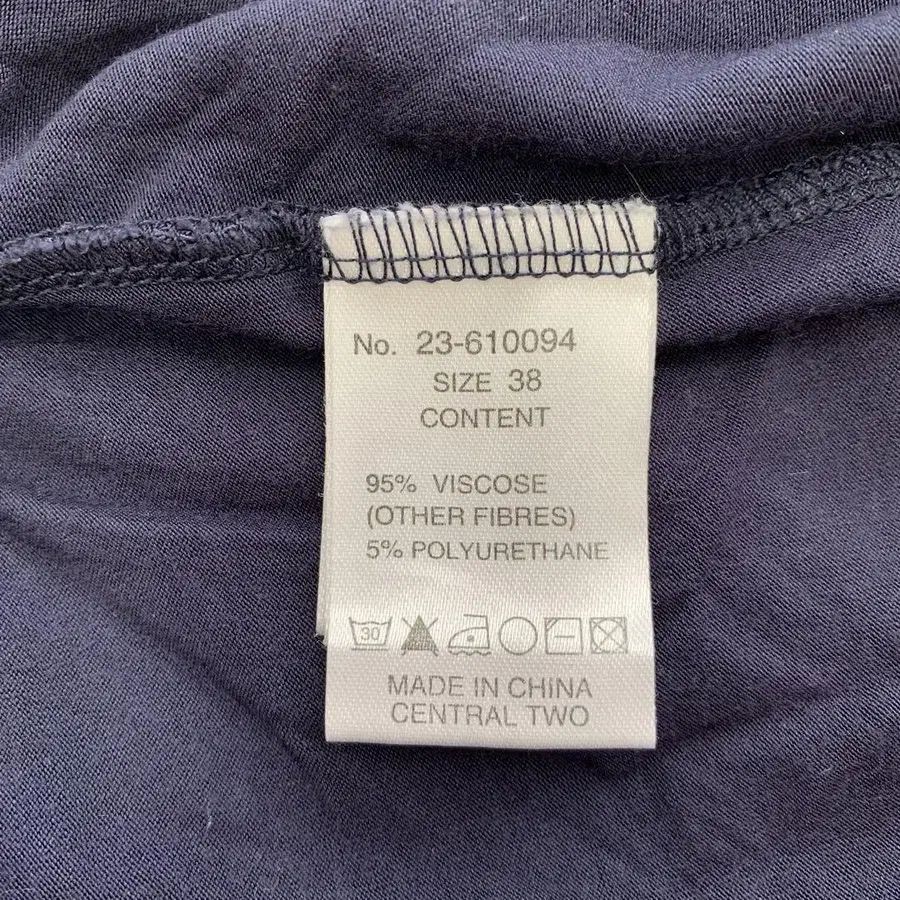 No. 23-610094
SIZE 38
CONTENT
95% VISCOSE
(OTHER FIBRES)
5% POLYURETHANE
30
MADE IN CHINA
CENTRAL TWO